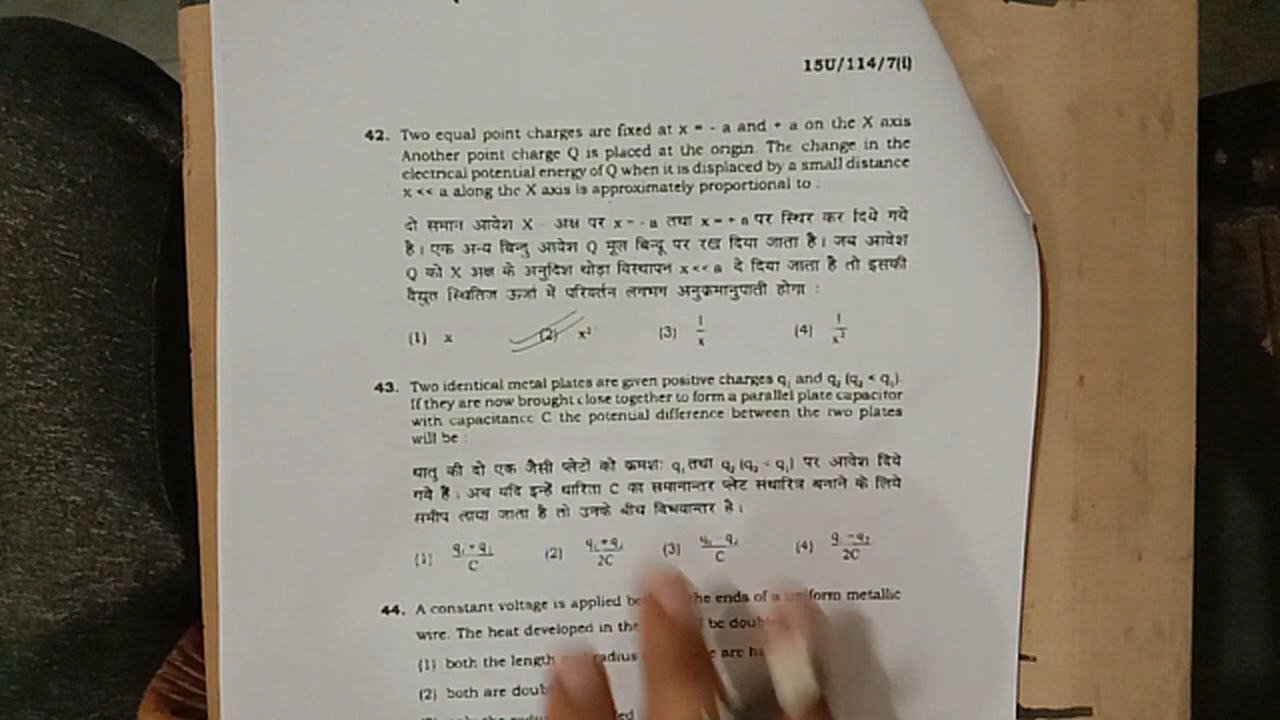 15U/114/7(i)
42. Two equal point charges are fixed at x = - a and + a on the X axis
Another point charge Q is placed at the origin. The change in the
electrical potential energy of Q when it is displaced by a small distance
x << a along the X axis is approximately proportional to :
दो समान आवेश X - अक्ष पर x = - a तथा x = + a पर स्थिर कर दिये गये
है। एक अन्य बिन्दु आवेश Q मूल बिन्दू पर रख दिया जाता है। जब आवेश
Q को X अक्ष के अनुदिश थोड़ा विस्थापन x << a दे दिया जाता है तो इसकी
वैद्युत स्थितिज ऊर्जा में परिवर्तन लगभग अनुक्रमानुपाती होगा :
(1) x (2) x² (3) 1/x (4)
43. Two identical metal plates are given positive charges q₁ and q₂ (q₂ < q₁).
If they are now brought close together to form a parallel plate capacitor
with capacitance C the potential difference between the two plates
will be :
धातु की दो एक जैसी प्लेटों को क्रमशः q₁ तथा q₂ (q₂ < q₁) पर आवेश दिये
गये हैं। अब यदि इन्हें धारिता C का समानान्तर प्लेट संधारित्र बनाने के लिये
समीप लाया जाता है तो उनके बीच विभवान्तर है।
(1) q₁ + q₂/C (2) q₁ + q₂/2C (3) q₁ - q₂/C (4) q₁ - q₂/2C
44. A constant voltage is applied the ends of a uniform metallic
wire. The heat developed in the be
(1) both the length radius are
(2) both are